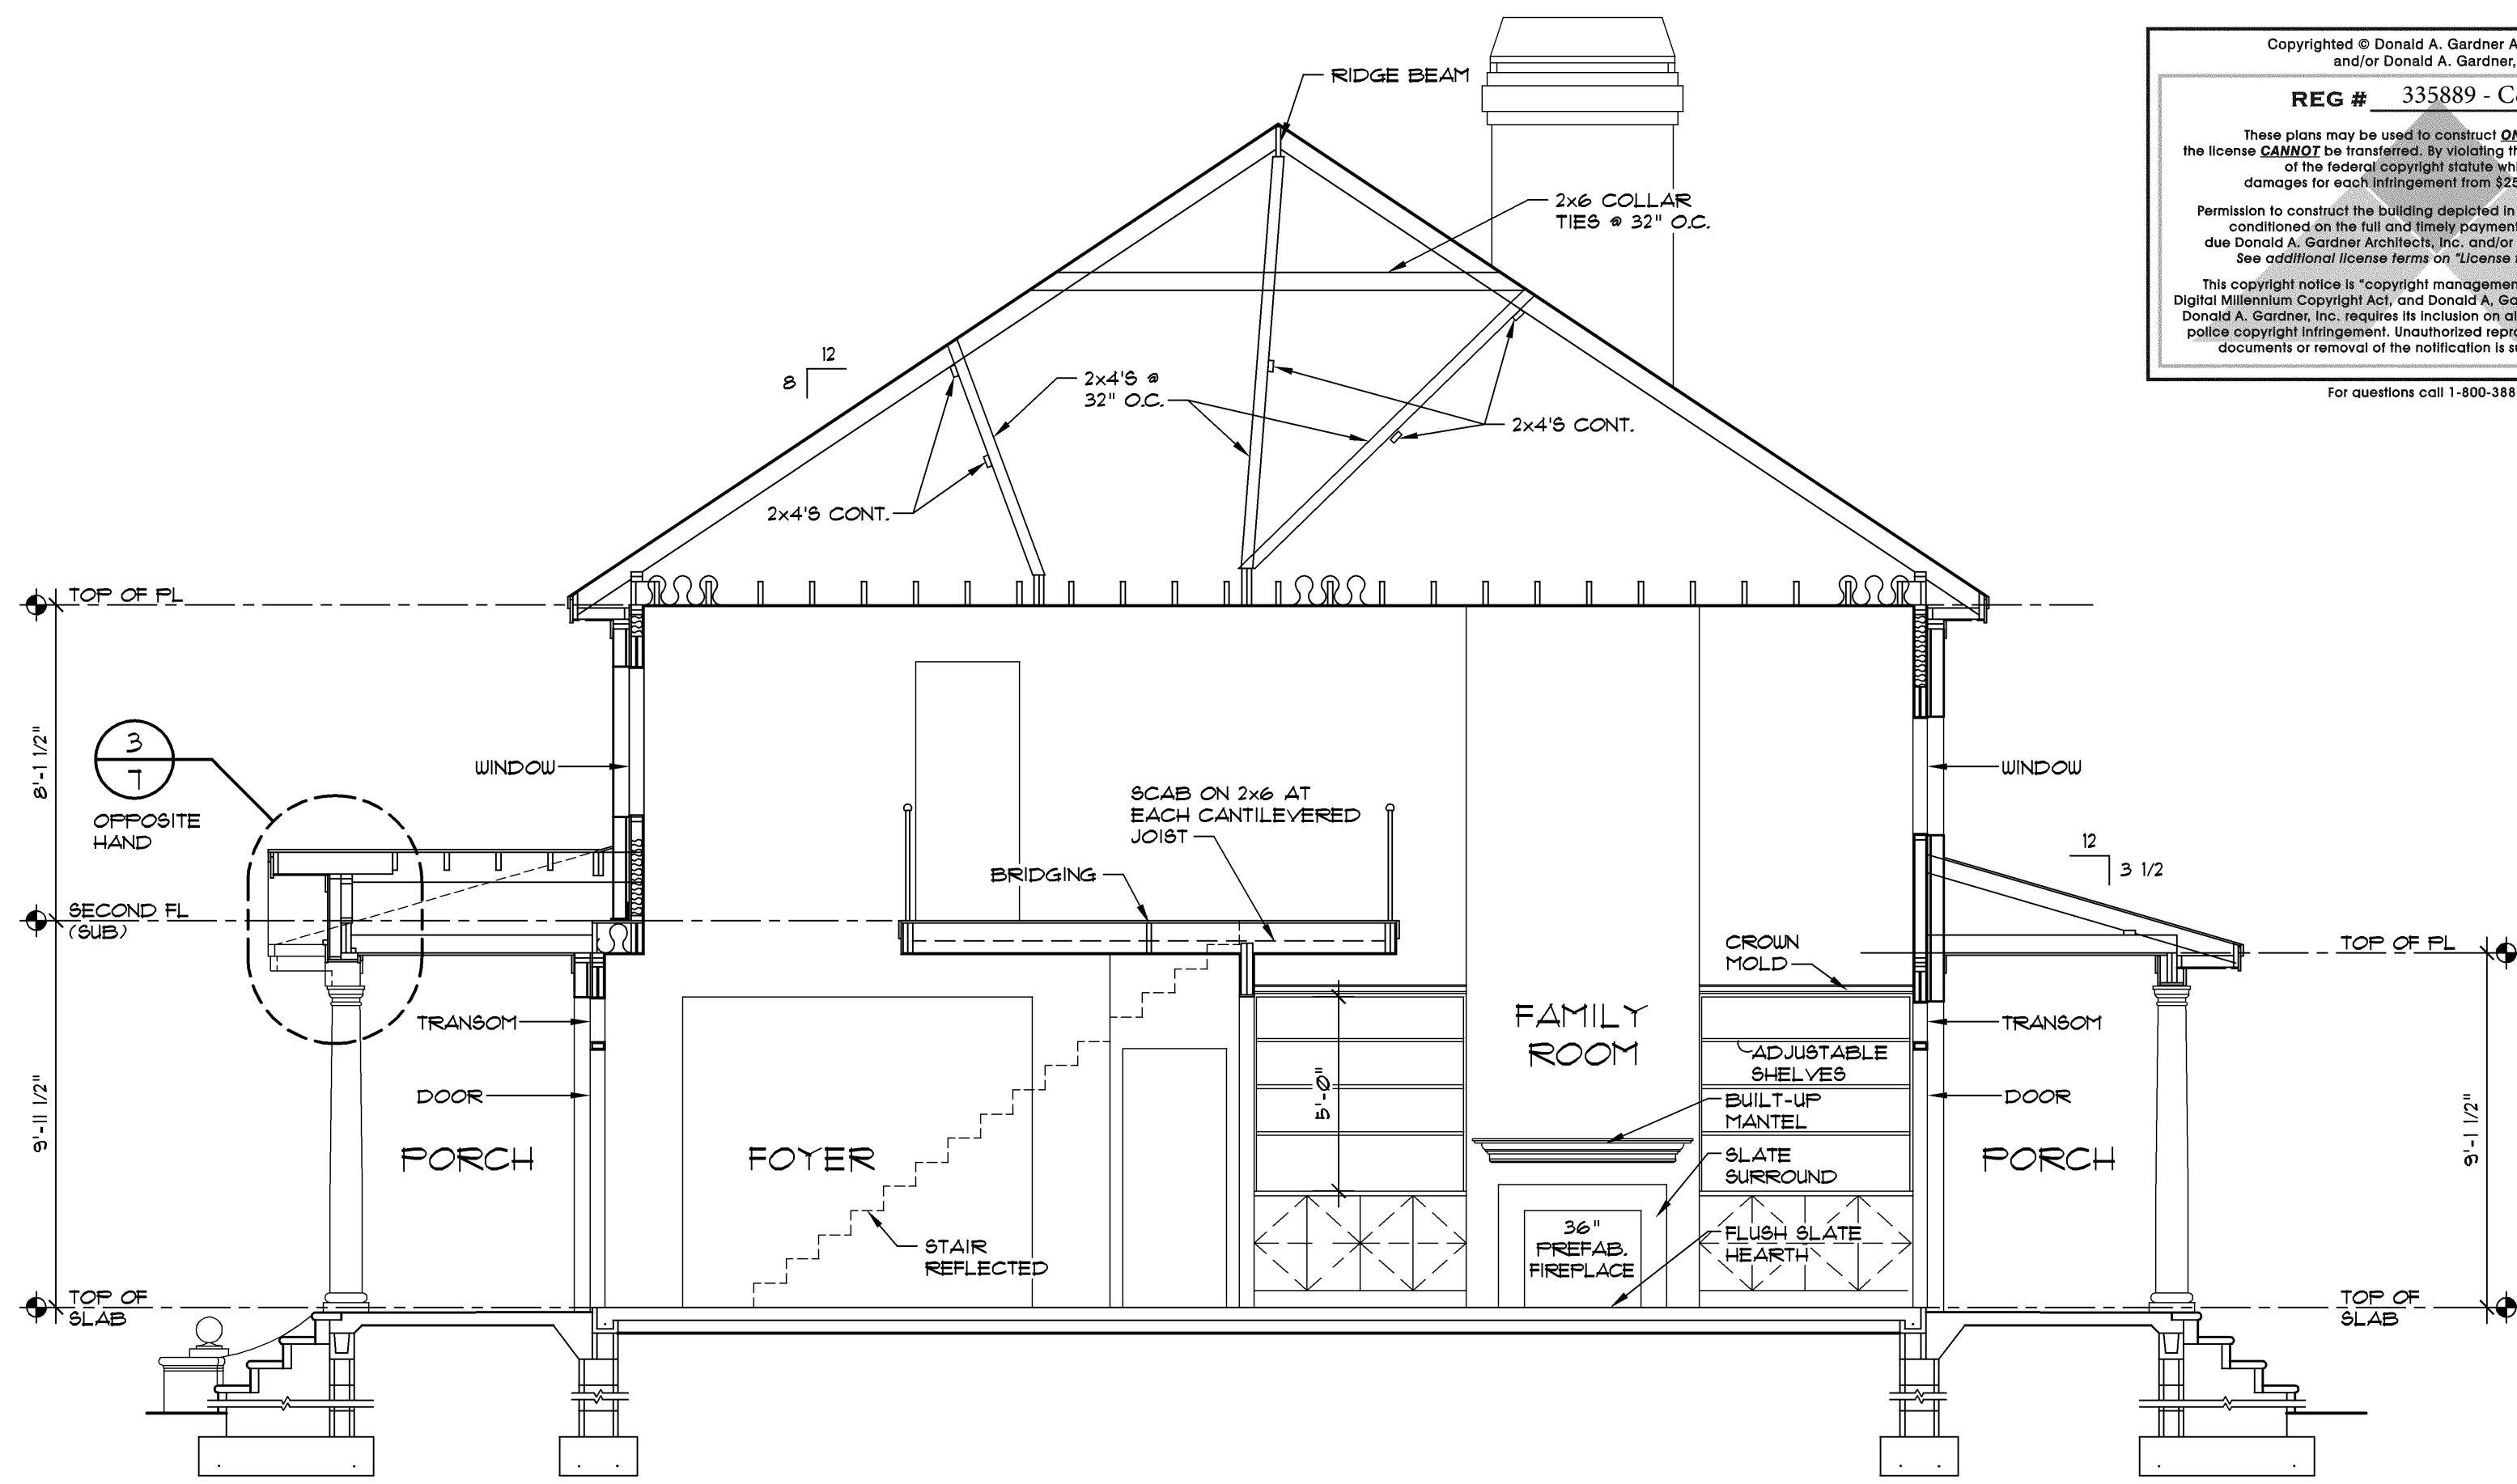 RIDGE BEAM
2x6 COLLAR
TIES @ 32" O.C.
12
8
2x4'S @
32" O.C.
2x4'S CONT.
2x4'S CONT.
TOP OF PL
8'-1 1/2"
3
7
OPPOSITE
HAND
WINDOW
WINDOW
SCAB ON 2x6 AT
EACH CANTILEVERED
JOIST
BRIDGING
12
3 1/2
SECOND FL
(SUB)
CROWN
MOLD
TOP OF PL
TRANSOM
FAMILY
ROOM
TRANSOM
ADJUSTABLE
SHELVES
9'-11 1/2"
DOOR
5'-0"
BUILT-UP
MANTEL
DOOR
9'-1 1/2"
PORCH
FOYER
SLATE
SURROUND
PORCH
STAIR
REFLECTED
36"
PREFAB.
FIREPLACE
FLUSH SLATE
HEARTH
TOP OF
SLAB
TOP OF
SLAB
Copyrighted © Donald A. Gardner A
and/or Donald A. Gardner,
REG # 335889 - C
These plans may be used to construct
the license CANNOT be transferred. By violating
of the federal copyright statute
damages for each infringement from $25
Permission to construct the building depicted in
conditioned on the full and timely payment
due Donald A. Gardner Architects, Inc. and/or
See additional license terms on "License
This copyright notice is "copyright management
Digital Millennium Copyright Act, and Donald A.
Donald A. Gardner, Inc. requires its inclusion on
police copyright infringement. Unauthorized
documents or removal of the notification is
For questions call 1-800-388